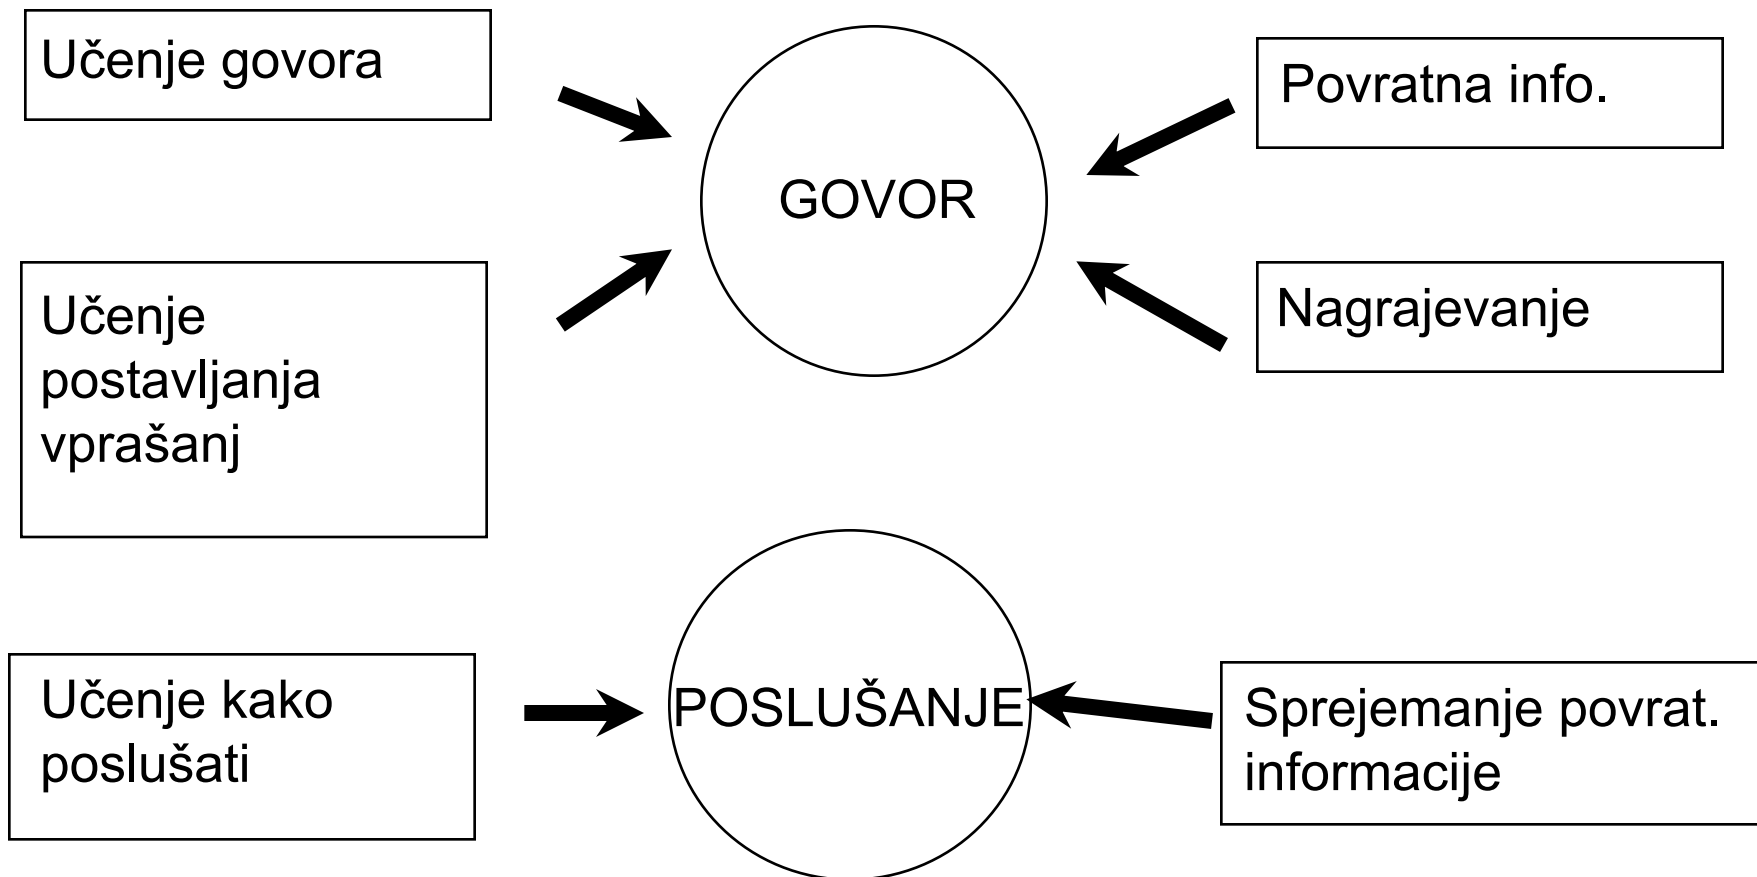 Učenje govora
Povratna info.
GOVOR
Učenje
postavljanja
vprašanj
Nagrajevanje
Učenje kako
poslušati
POSLUŠANJE
Sprejemanje povrat.
informacije